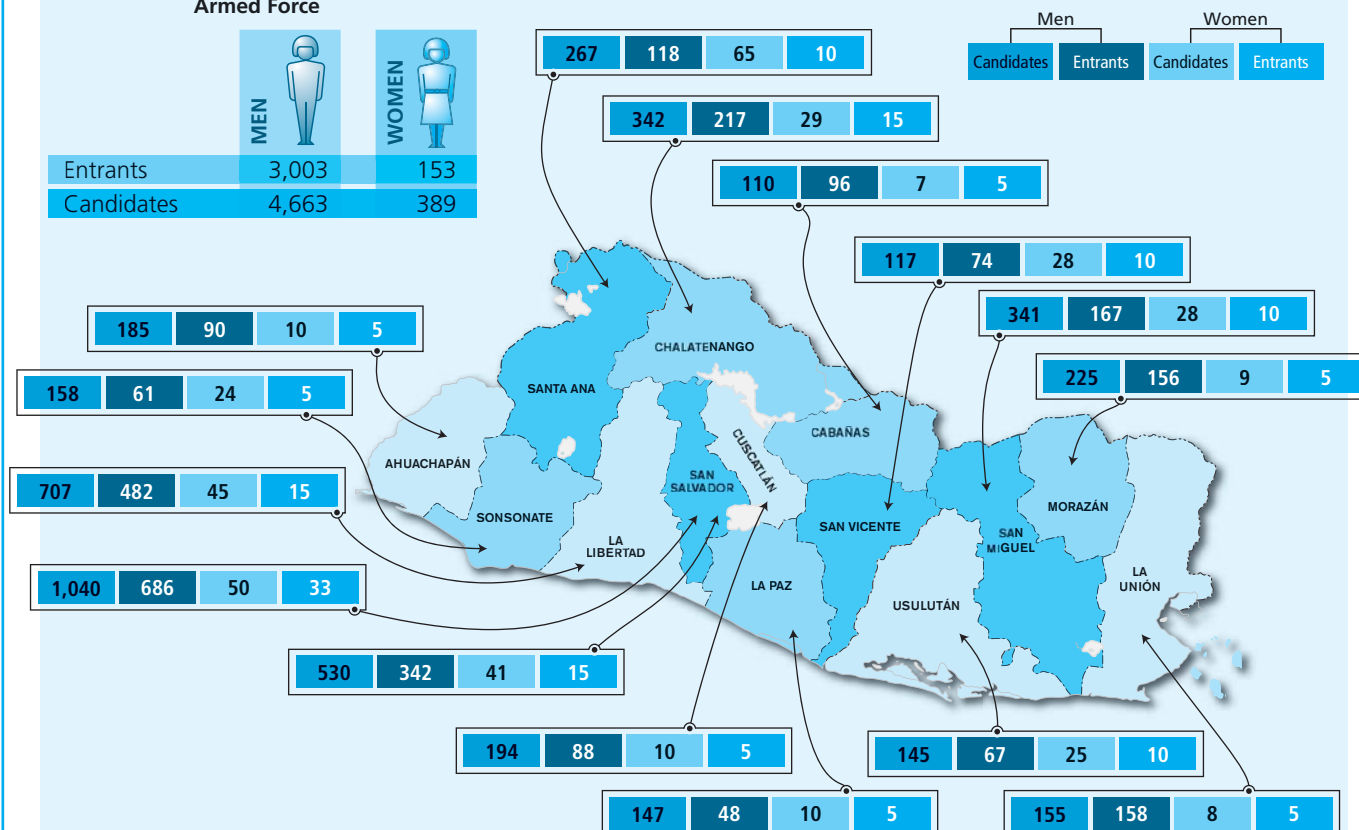 Armed Force
MEN
WOMEN
Entrants 3,003 153
Candidates 4,663 389
Men Women
Candidates Entrants Candidates Entrants
267 118 65 10
342 217 29 15
110 96 7 5
117 74 28 10
341 167 28 10
225 156 9 5
185 90 10 5
158 61 24 5
707 482 45 15
1,040 686 50 33
530 342 41 15
194 88 10 5
147 48 10 5
145 67 25 10
155 158 8 5
CHALATENANGO
SANTA ANA
AHUACHAPÁN
SONSONATE
LA
LIBERTAD
SAN
SALVADOR
CUSCATLÁN
CABAÑAS
LA PAZ
SAN VICENTE
USULUTÁN
SAN
MIGUEL
MORAZÁN
LA
UNIÓN